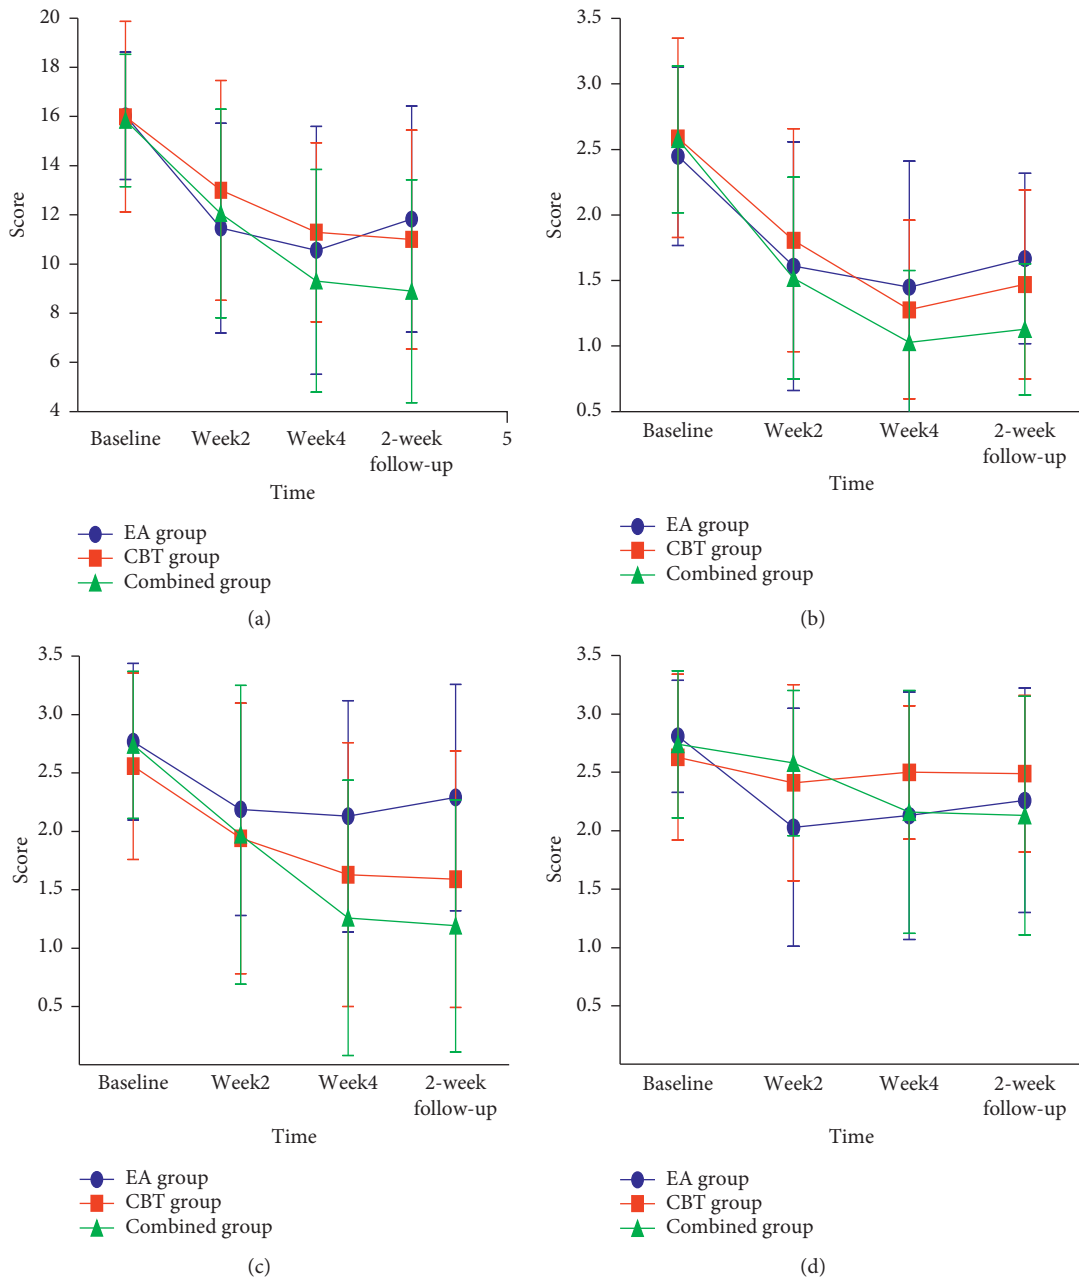 20
18
16
14
12
10
8
6
4
Score
Baseline
Week2
Week4
2-week
follow-up
5
Time
EA group
CBT group
Combined group
(a)
3.5
3.0
2.5
2.0
1.5
1.0
0.5
Score
Baseline
Week2
Week4
2-week
follow-up
Time
EA group
CBT group
Combined group
(b)
3.5
3.0
2.5
2.0
1.5
1.0
0.5
Score
Baseline
Week2
Week4
2-week
follow-up
Time
EA group
CBT group
Combined group
(c)
3.5
3.0
2.5
2.0
1.5
1.0
0.5
Score
Baseline
Week2
Week4
2-week
follow-up
Time
EA group
CBT group
Combined group
(d)